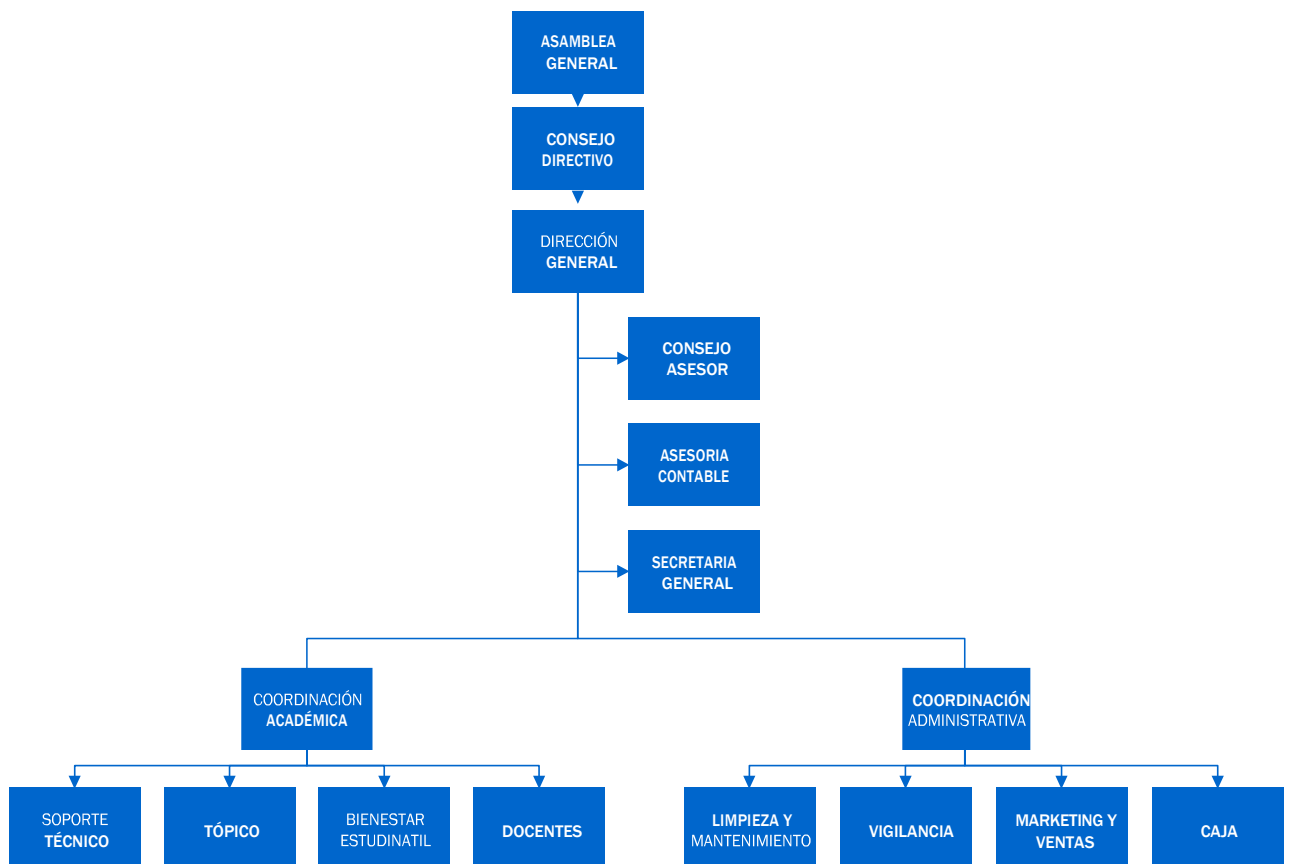 ASAMBLEA
GENERAL
CONSEJO
DIRECTIVO
DIRECCIÓN
GENERAL
CONSEJO
ASESOR
ASESORIA
CONTABLE
SECRETARIA
GENERAL
COORDINACIÓN
ACADÉMICA
COORDINACIÓN
ADMINISTRATIVA
SOPORTE
TÉCNICO
TÓPICO
BIENESTAR
ESTUDINATIL
DOCENTES
LIMPIEZA Y
MANTENIMIENTO
VIGILANCIA
MARKETING Y
VENTAS
CAJA